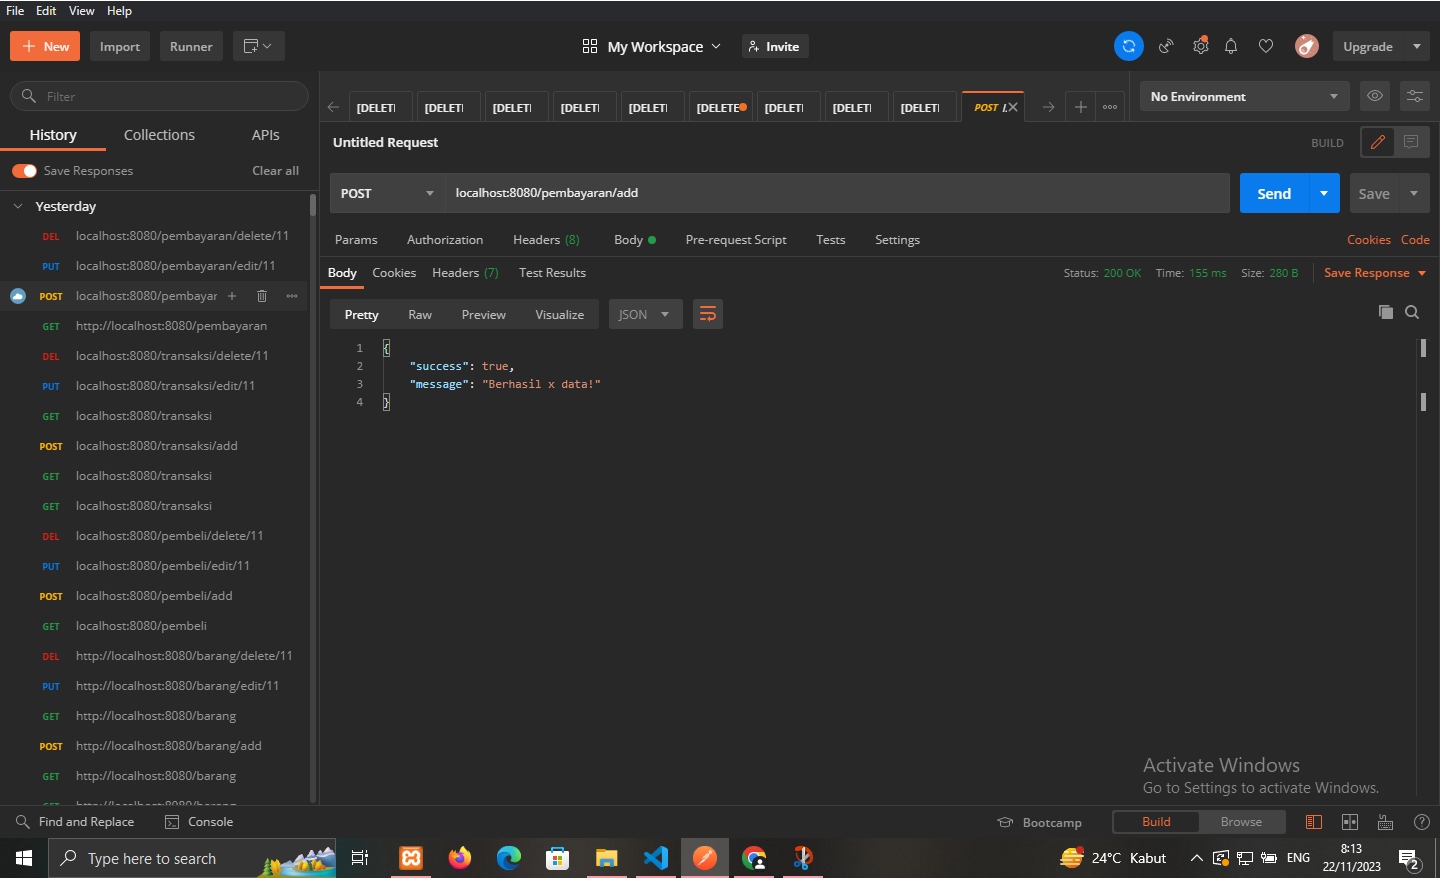 File Edit View Help
New Import Runner My Workspace Invite Upgrade
Filter
[DELETI [DELETI [DELETI [DELETI [DELETI [DELETE [DELETI [DELETI [DELETI POST No Environment
History Collections APIs
Untitled Request BUILD
Save Responses Clear all
POST localhost:8080/pembayaran/add Send Save
Params Authorization Headers (8) Body Pre-request Script Tests Settings Cookies Code
Body Cookies Headers (7) Test Results Status: 200 OK Time: 155 ms Size: 280 B Save Response
Pretty Raw Preview Visualize JSON
1 {
2 "success": true,
3 "message": "Berhasil x data!"
4 }
Yesterday
DEL localhost:8080/pembayaran/delete/11
PUT localhost:8080/pembayaran/edit/11
POST localhost:8080/pembayar
GET http://localhost:8080/pembayaran
DEL localhost:8080/transaksi/delete/11
PUT localhost:8080/transaksi/edit/11
GET localhost:8080/transaksi
POST localhost:8080/transaksi/add
GET localhost:8080/transaksi
GET localhost:8080/transaksi
DEL localhost:8080/pembeli/delete/11
PUT localhost:8080/pembeli/edit/11
POST localhost:8080/pembeli/add
GET localhost:8080/pembeli
DEL http://localhost:8080/barang/delete/11
PUT http://localhost:8080/barang/edit/11
GET http://localhost:8080/barang
POST http://localhost:8080/barang/add
GET http://localhost:8080/barang
GET http://localhost:8080/barang
Activate Windows
Go to Settings to activate Windows.
Find and Replace Console Bootcamp Build Browse
Type here to search 24°C Kabut ENG 8:13
22/11/2023 2